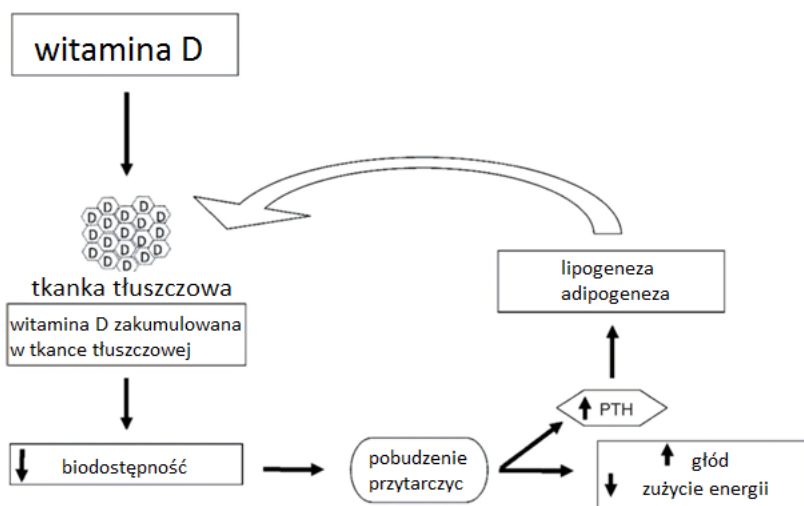 witamina D
D
D D D
D D D D
D D D
D D D D
D
tkanka tłuszczowa
witamina D zakumulowana
w tkance tłuszczowej
biodostępność
pobudzenie
przytarczyc
PTH
lipogeneza
adipogeneza
głód
zużycie energii